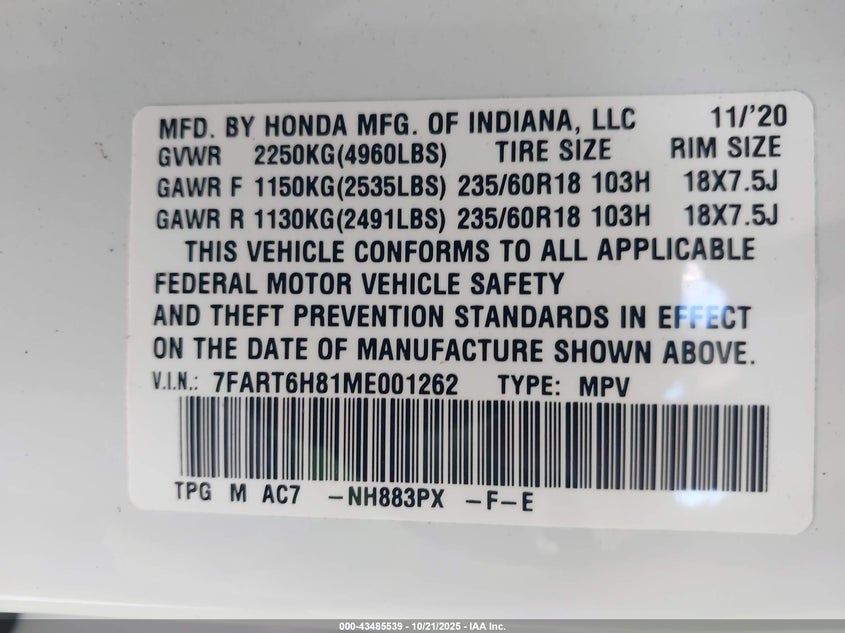 MFD. BY HONDA MFG. OF INDIANA, LLC 11/'20
GVWR 2250KG(4960LBS) TIRE SIZE RIM SIZE
GAWR F 1150KG(2535LBS) 235/60R18 103H 18X7.5J
GAWR R 1130KG(2491LBS) 235/60R18 103H 18X7.5J
THIS VEHICLE CONFORMS TO ALL APPLICABLE
FEDERAL MOTOR VEHICLE SAFETY
AND THEFT PREVENTION STANDARDS IN EFFECT
ON THE DATE OF MANUFACTURE SHOWN ABOVE.
V.I.N.: 7FART6H81ME001262 TYPE: MPV
TPG M AC7 -NH883PX -F-E
000-43485539 - 10/21/2025 - IAA Inc.